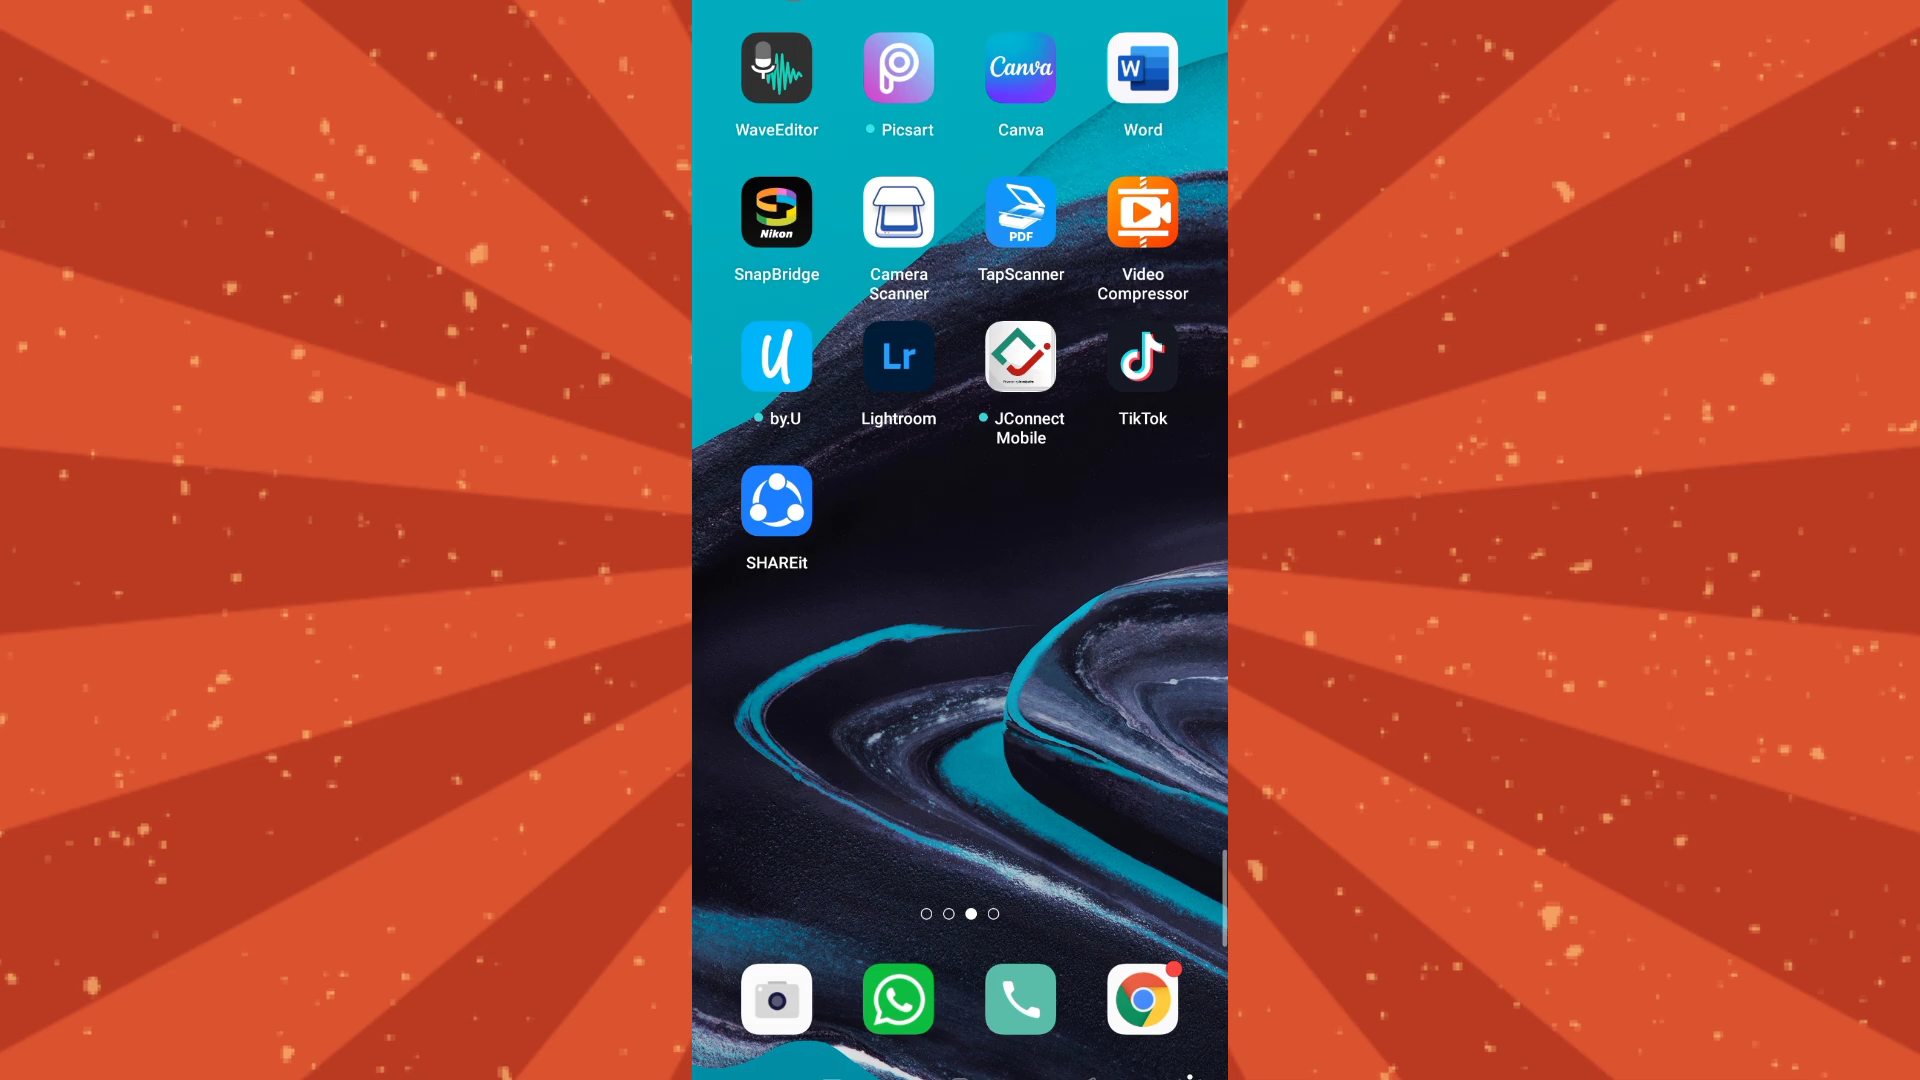 Canva
W
WaveEditor
Picsart
Canva
Word
Nikon
PDF
SnapBridge
Camera
Scanner
TapScanner
Video
Compressor
U
Lr
by.U
Lightroom
JConnect
Mobile
TikTok
SHAREit